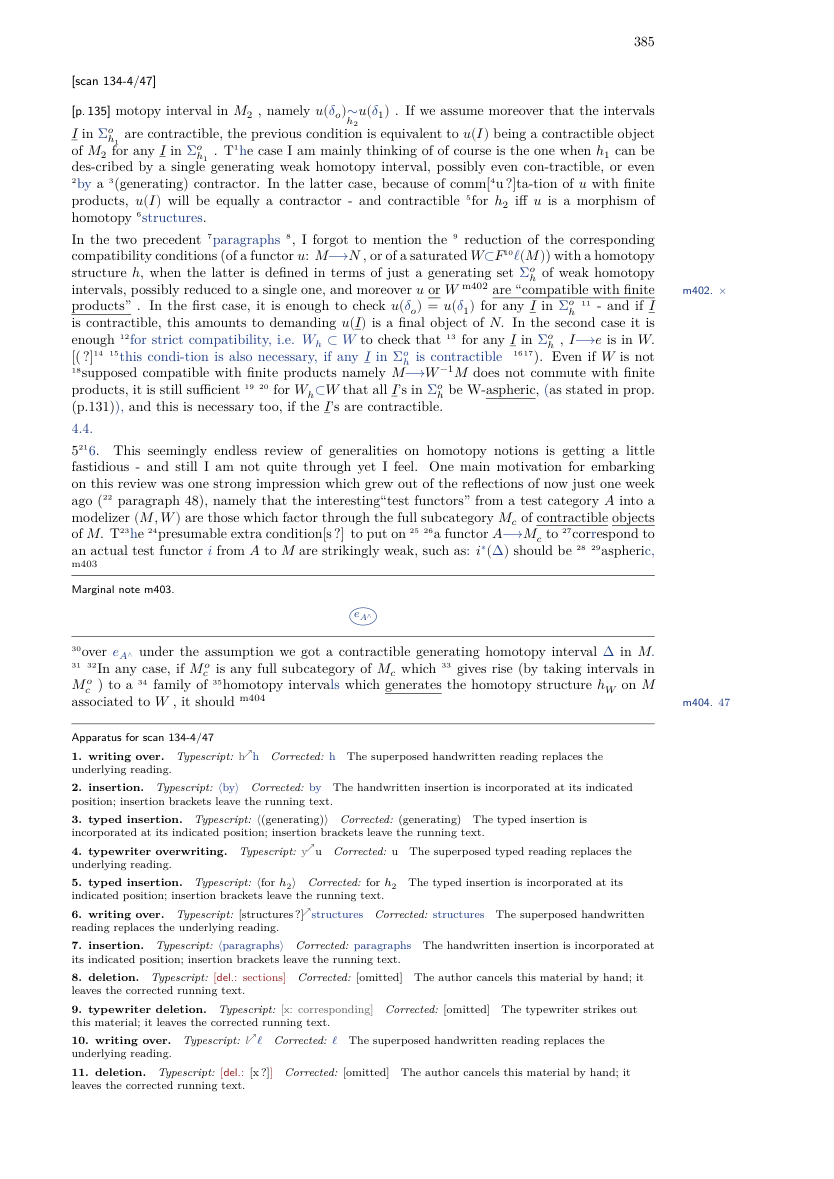 385
[scan 134-4/47]
[p. 135] motopy interval in M₂ , namely u(δₒ)∼u(δ₁) . If we assume moreover that the intervals
h₂
I in Σᵒₕ₁ are contractible, the previous condition is equivalent to u(I) being a contractible object
of M₂ for any I in Σᵒₕ₁ . T¹he case I am mainly thinking of of course is the one when h₁ can be
des-cribed by a single generating weak homotopy interval, possibly even con-tractible, or even
²by a ³(generating) contractor. In the latter case, because of comm[⁴u ?]ta-tion of u with finite
products, u(I) will be equally a contractor - and contractible ⁵for h₂ iff u is a morphism of
homotopy ⁶structures.
In the two precedent ⁷paragraphs ⁸, I forgot to mention the ⁹ reduction of the corresponding
compatibility conditions (of a functor u: M⟶N , or of a saturated W⊂F¹⁰ℓ(M)) with a homotopy
structure h, when the latter is defined in terms of just a generating set Σᵒₕ of weak homotopy
intervals, possibly reduced to a single one, and moreover u or W ᵐ⁴⁰² are “compatible with finite m402. ×
products” . In the first case, it is enough to check u(δₒ) = u(δ₁) for any I in Σᵒₕ ¹¹ - and if I
is contractible, this amounts to demanding u(I) is a final object of N. In the second case it is
enough ¹²for strict compatibility, i.e. Wₕ ⊂ W to check that ¹³ for any I in Σᵒₕ , I⟶e is in W.
[( ?]¹⁴ ¹⁵this condi-tion is also necessary, if any I in Σᵒₕ is contractible ¹⁶¹⁷). Even if W is not
¹⁸supposed compatible with finite products namely M⟶W⁻¹M does not commute with finite
products, it is still sufficient ¹⁹ ²⁰ for Wₕ⊂W that all I's in Σᵒₕ be W-aspheric, (as stated in prop.
(p.131)), and this is necessary too, if the I's are contractible.
4.4.
5²¹6. This seemingly endless review of generalities on homotopy notions is getting a little
fastidious - and still I am not quite through yet I feel. One main motivation for embarking
on this review was one strong impression which grew out of the reflections of now just one week
ago (²² paragraph 48), namely that the interesting“test functors” from a test category A into a
modelizer (M, W) are those which factor through the full subcategory M_c of contractible objects
of M. T²³he ²⁴presumable extra condition[s ?] to put on ²⁵ ²⁶a functor A⟶M_c to ²⁷correspond to
an actual test functor i from A to M are strikingly weak, such as: i*(Δ) should be ²⁸ ²⁹aspheric,
m403
Marginal note m403.
e_A^
³⁰over e_A^ under the assumption we got a contractible generating homotopy interval Δ in M.
³¹ ³²In any case, if Mᵒ_c is any full subcategory of M_c which ³³ gives rise (by taking intervals in
Mᵒ_c ) to a ³⁴ family of ³⁵homotopy intervals which generates the homotopy structure h_W on M
associated to W , it should ᵐ⁴⁰⁴ m404. 47
Apparatus for scan 134-4/47
1. writing over. Typescript: h↗h Corrected: h The superposed handwritten reading replaces the
underlying reading.
2. insertion. Typescript: ⟨by⟩ Corrected: by The handwritten insertion is incorporated at its indicated
position; insertion brackets leave the running text.
3. typed insertion. Typescript: ⟨(generating)⟩ Corrected: (generating) The typed insertion is
incorporated at its indicated position; insertion brackets leave the running text.
4. typewriter overwriting. Typescript: y↗u Corrected: u The superposed typed reading replaces the
underlying reading.
5. typed insertion. Typescript: ⟨for h₂⟩ Corrected: for h₂ The typed insertion is incorporated at its
indicated position; insertion brackets leave the running text.
6. writing over. Typescript: [structures ?]↗structures Corrected: structures The superposed handwritten
reading replaces the underlying reading.
7. insertion. Typescript: ⟨paragraphs⟩ Corrected: paragraphs The handwritten insertion is incorporated at
its indicated position; insertion brackets leave the running text.
8. deletion. Typescript: [del.: sections] Corrected: [omitted] The author cancels this material by hand; it
leaves the corrected running text.
9. typewriter deletion. Typescript: [x: corresponding] Corrected: [omitted] The typewriter strikes out
this material; it leaves the corrected running text.
10. writing over. Typescript: l↗ℓ Corrected: ℓ The superposed handwritten reading replaces the
underlying reading.
11. deletion. Typescript: [del.: [x ?]] Corrected: [omitted] The author cancels this material by hand; it
leaves the corrected running text.